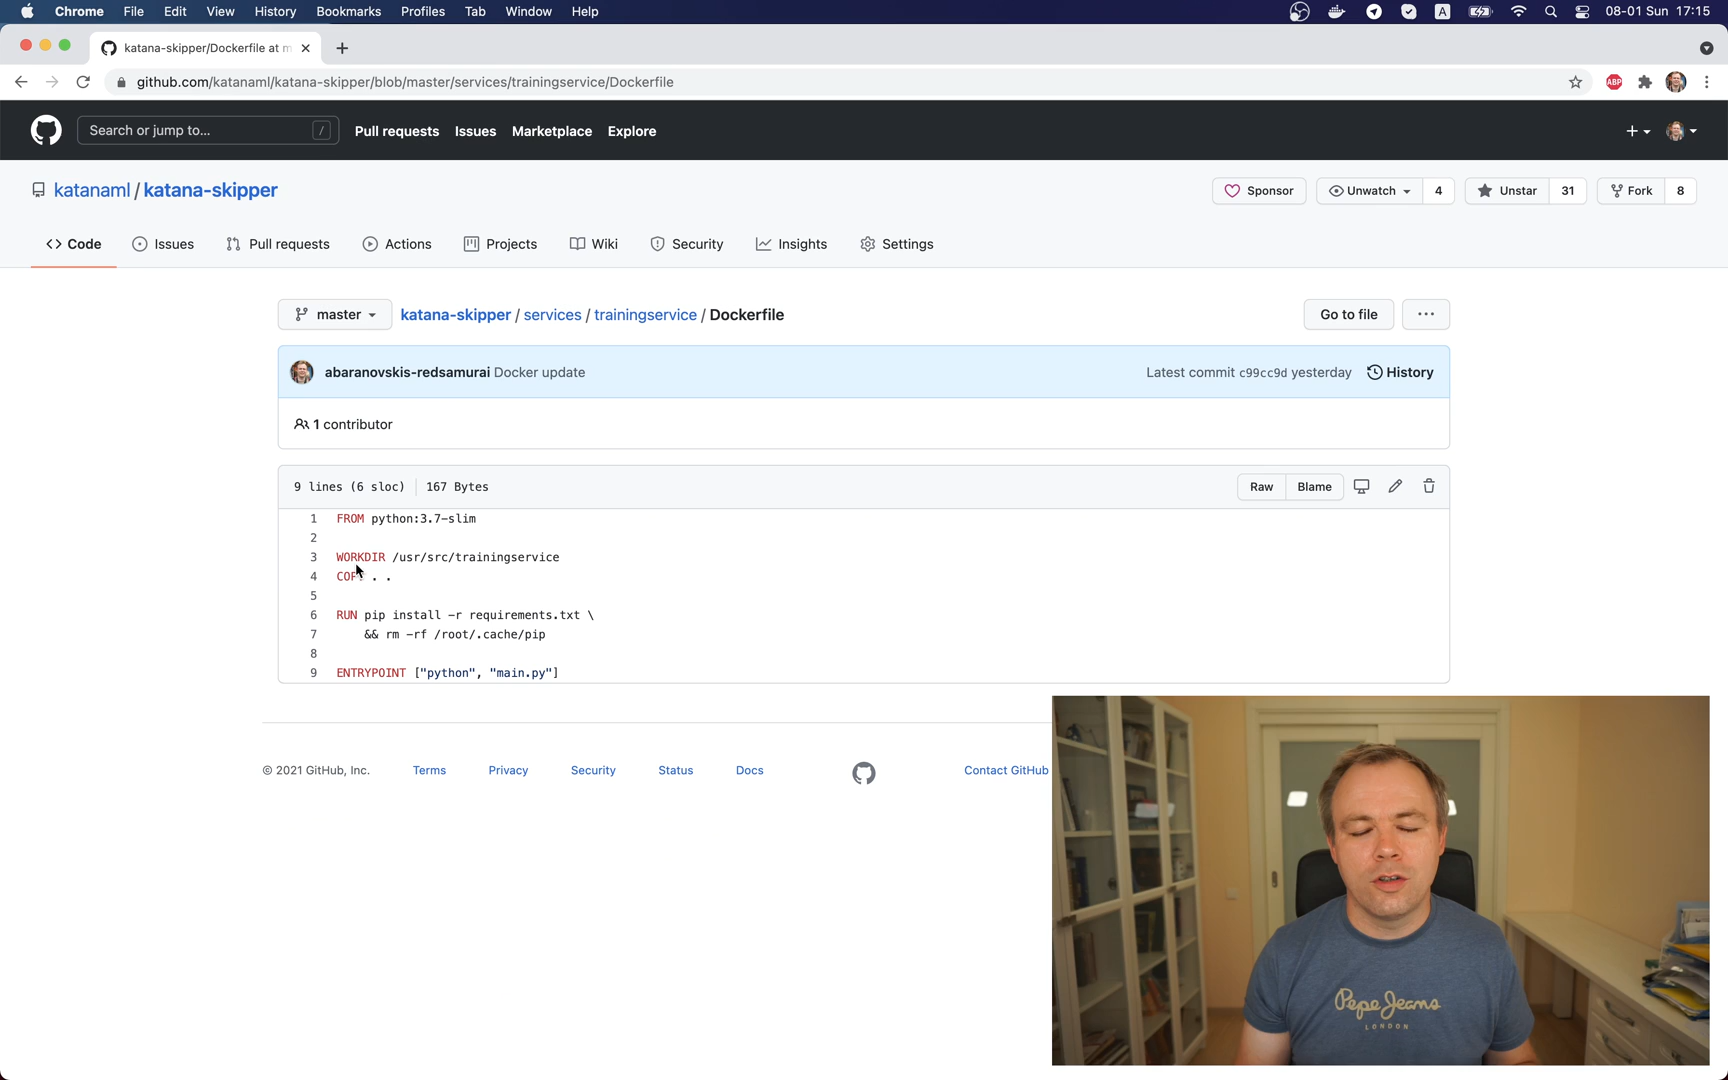 Chrome File Edit View History Bookmarks Profiles Tab Window Help A 08-01 Sun 17:15
katana-skipper/Dockerfile at m
github.com/katanaml/katana-skipper/blob/master/services/trainingservice/Dockerfile ABP
Search or jump to... / Pull requests Issues Marketplace Explore
katanaml / katana-skipper Sponsor Unwatch 4 Unstar 31 Fork 8
Code Issues Pull requests Actions Projects Wiki Security Insights Settings
master katana-skipper / services / trainingservice / Dockerfile Go to file ...
abaranovskis-redsamurai Docker update Latest commit c99cc9d yesterday History
1 contributor
9 lines (6 sloc) 167 Bytes Raw Blame
1 FROM python:3.7-slim
2
3 WORKDIR /usr/src/trainingservice
4 COPY . .
5
6 RUN pip install -r requirements.txt \
7 && rm -rf /root/.cache/pip
8
9 ENTRYPOINT ["python", "main.py"]
© 2021 GitHub, Inc. Terms Privacy Security Status Docs Contact GitHub
Pepe Jeans
LONDON